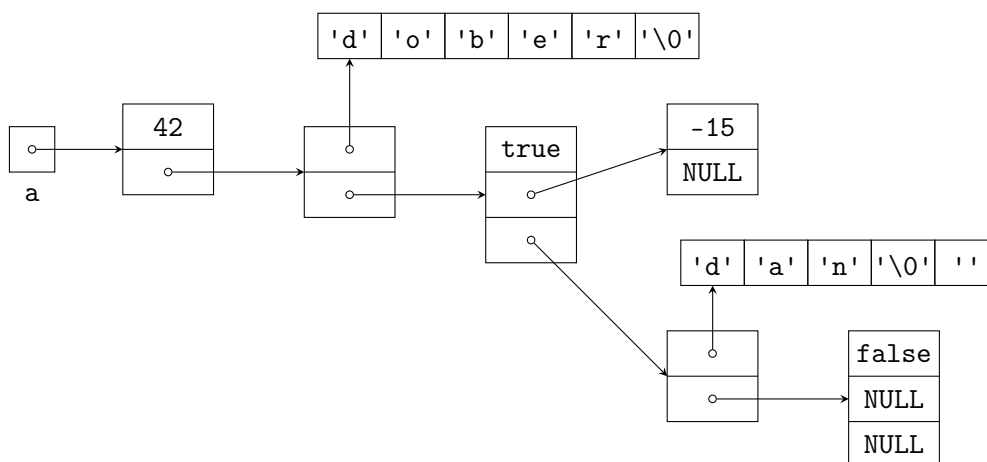 'd' 'o' 'b' 'e' 'r' '\0'
42
a
true
-15
NULL
'd' 'a' 'n' '\0' ''
false
NULL
NULL